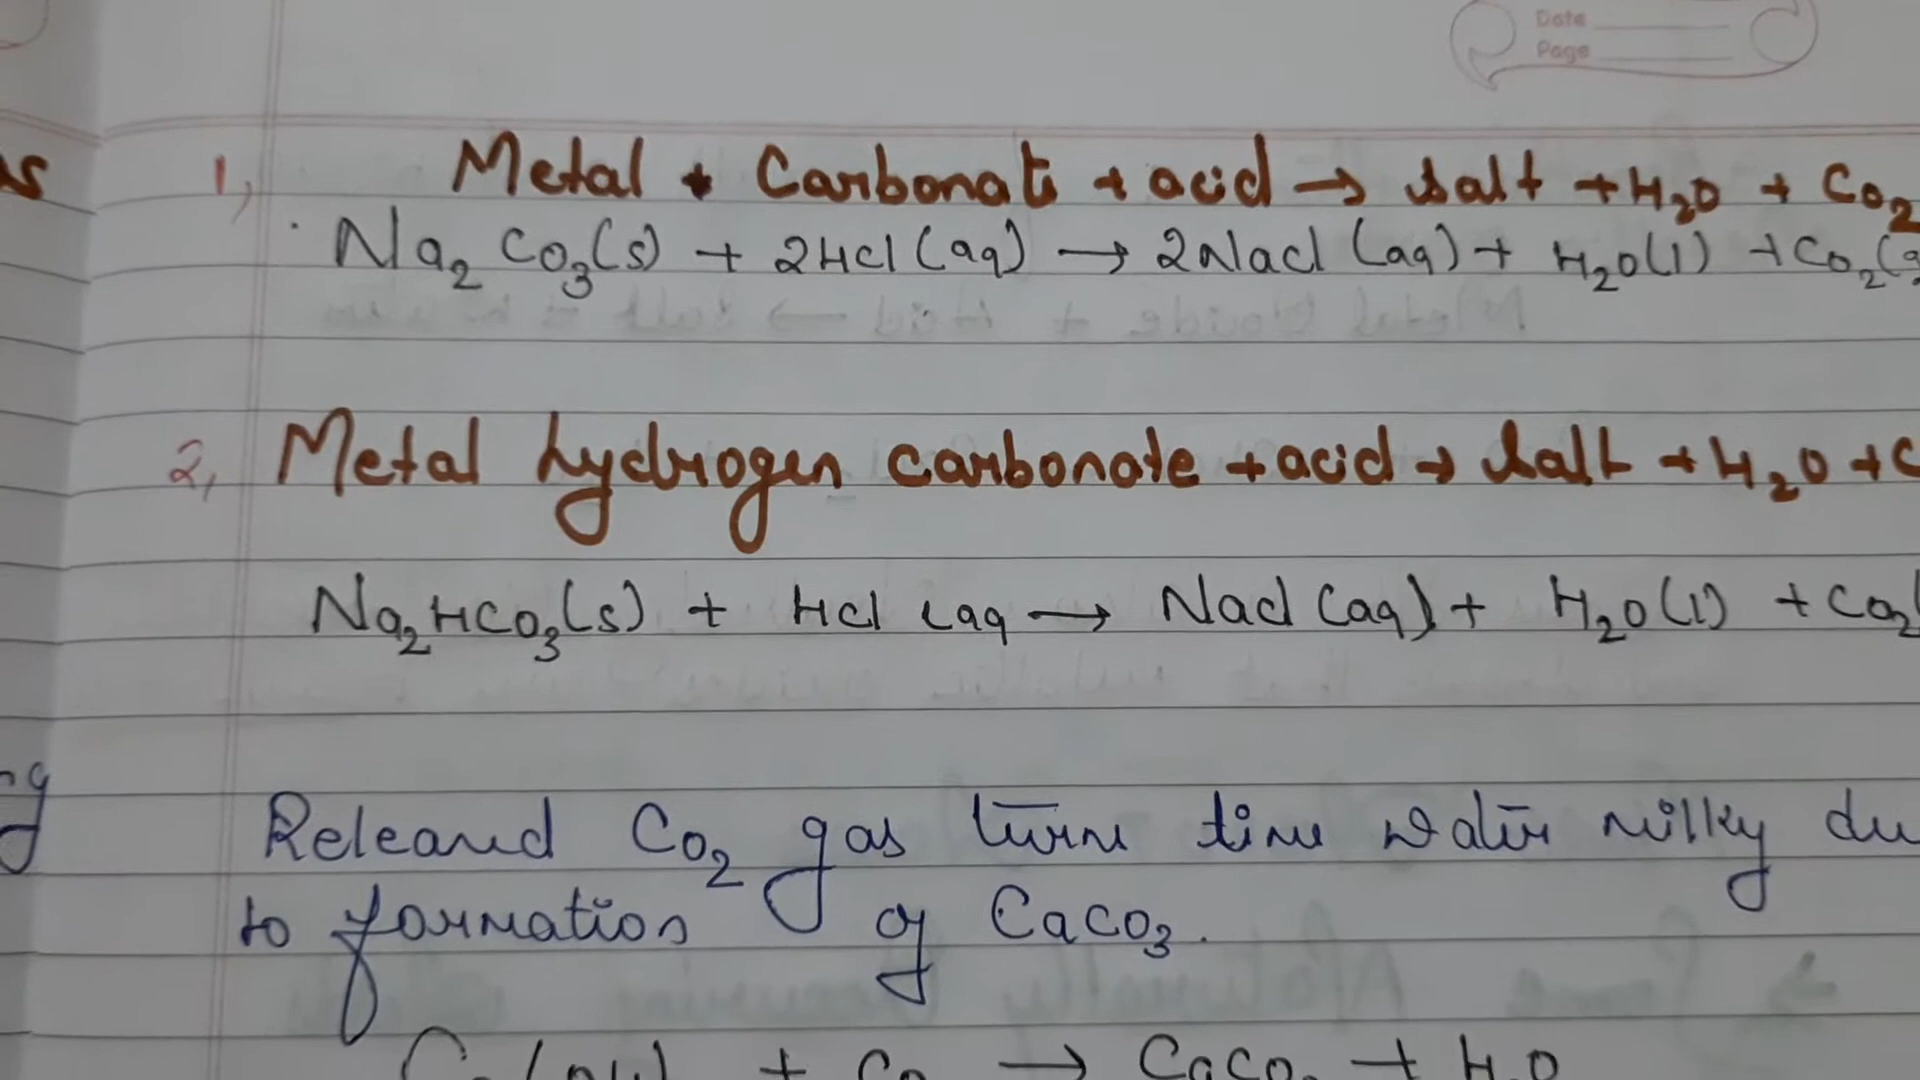 Date
Page
1, Metal + Carbonate + acid → salt + H₂O + CO₂
Na₂CO₃(s) + 2HCl (aq) → 2NaCl (aq) + H₂O(l) + CO₂(g
2, Metal hydrogen carbonate + acid → salt + H₂O + C
Na₂HCO₃(s) + HCl (aq → NaCl (aq) + H₂O(l) + CO₂(
Released CO₂ gas turn lime water milky du
to formation of CaCO₃.
+ → + H₂O